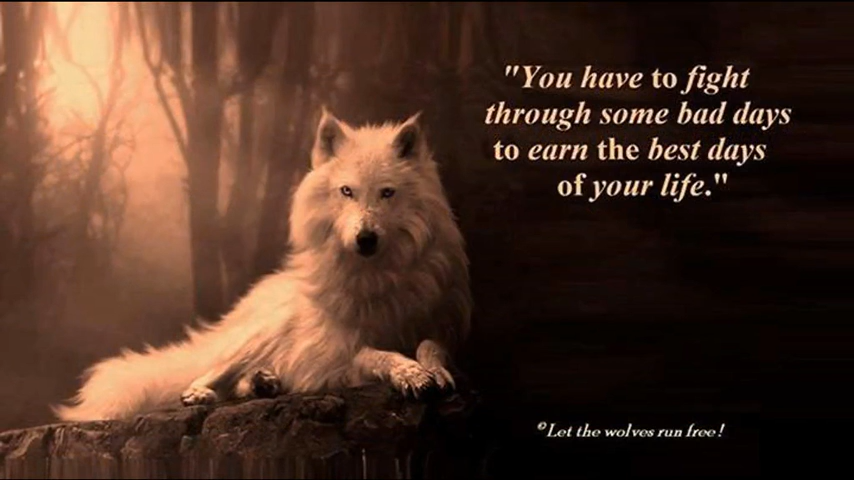 "You have to fight
through some bad days
to earn the best days
of your life."
©Let the wolves run free!